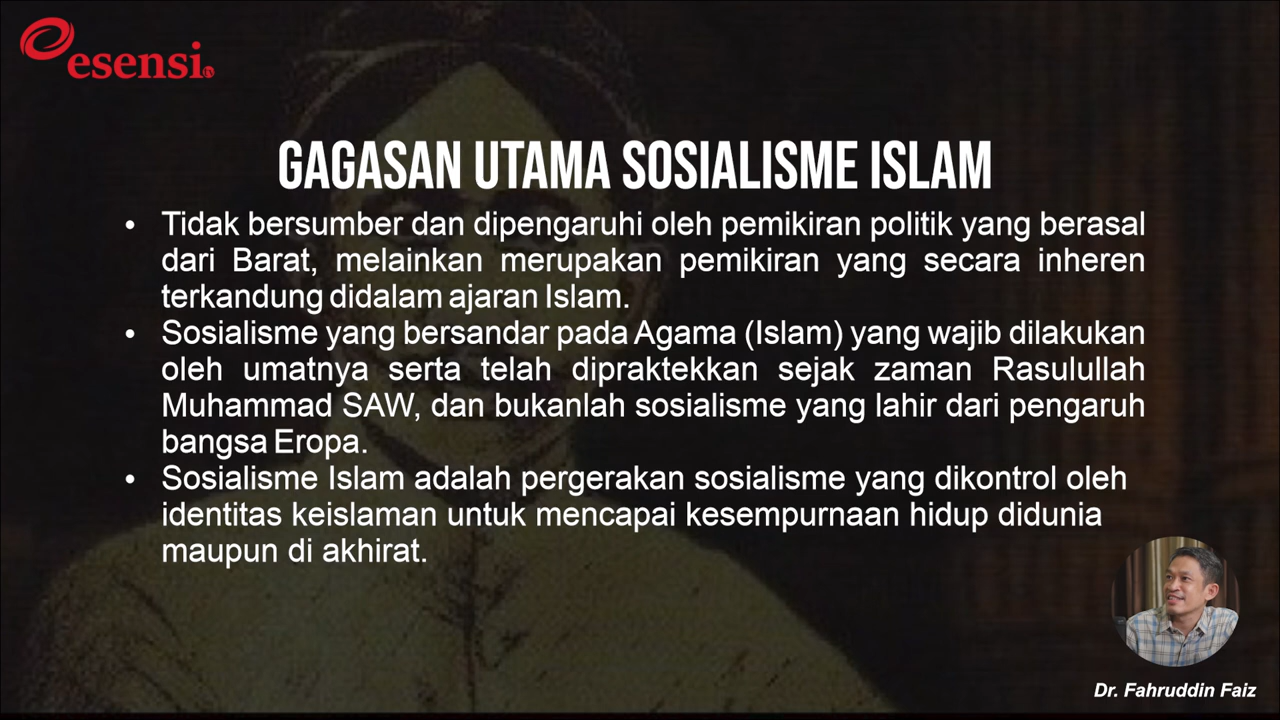 esensi
GAGASAN UTAMA SOSIALISME ISLAM
• Tidak bersumber dan dipengaruhi oleh pemikiran politik yang berasal
dari Barat, melainkan merupakan pemikiran yang secara inheren
terkandung didalam ajaran Islam.
• Sosialisme yang bersandar pada Agama (Islam) yang wajib dilakukan
oleh umatnya serta telah dipraktekkan sejak zaman Rasulullah
Muhammad SAW, dan bukanlah sosialisme yang lahir dari pengaruh
bangsa Eropa.
• Sosialisme Islam adalah pergerakan sosialisme yang dikontrol oleh
identitas keislaman untuk mencapai kesempurnaan hidup didunia
maupun di akhirat.
Dr. Fahruddin Faiz